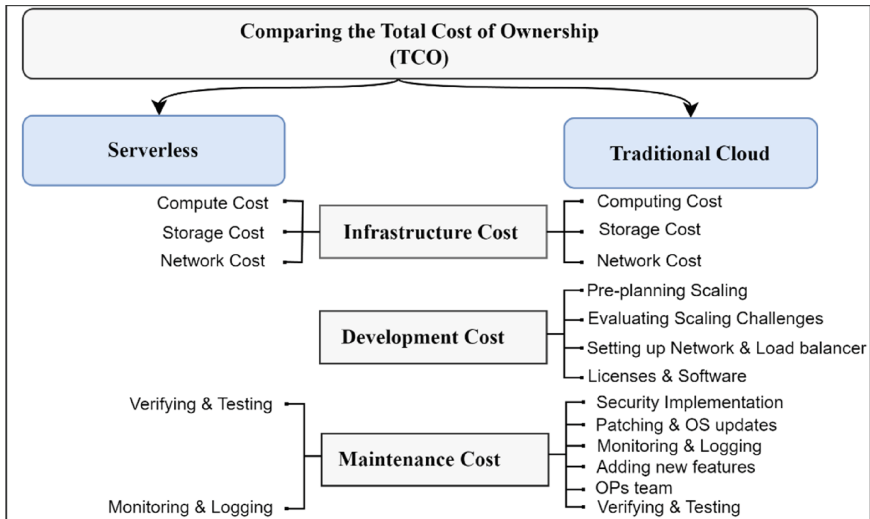 Comparing the Total Cost of Ownership
(TCO)
Serverless
Traditional Cloud
Compute Cost
Storage Cost
Network Cost
Infrastructure Cost
Computing Cost
Storage Cost
Network Cost
Development Cost
Pre-planning Scaling
Evaluating Scaling Challenges
Setting up Network & Load balancer
Licenses & Software
Verifying & Testing
Monitoring & Logging
Maintenance Cost
Security Implementation
Patching & OS updates
Monitoring & Logging
Adding new features
OPs team
Verifying & Testing